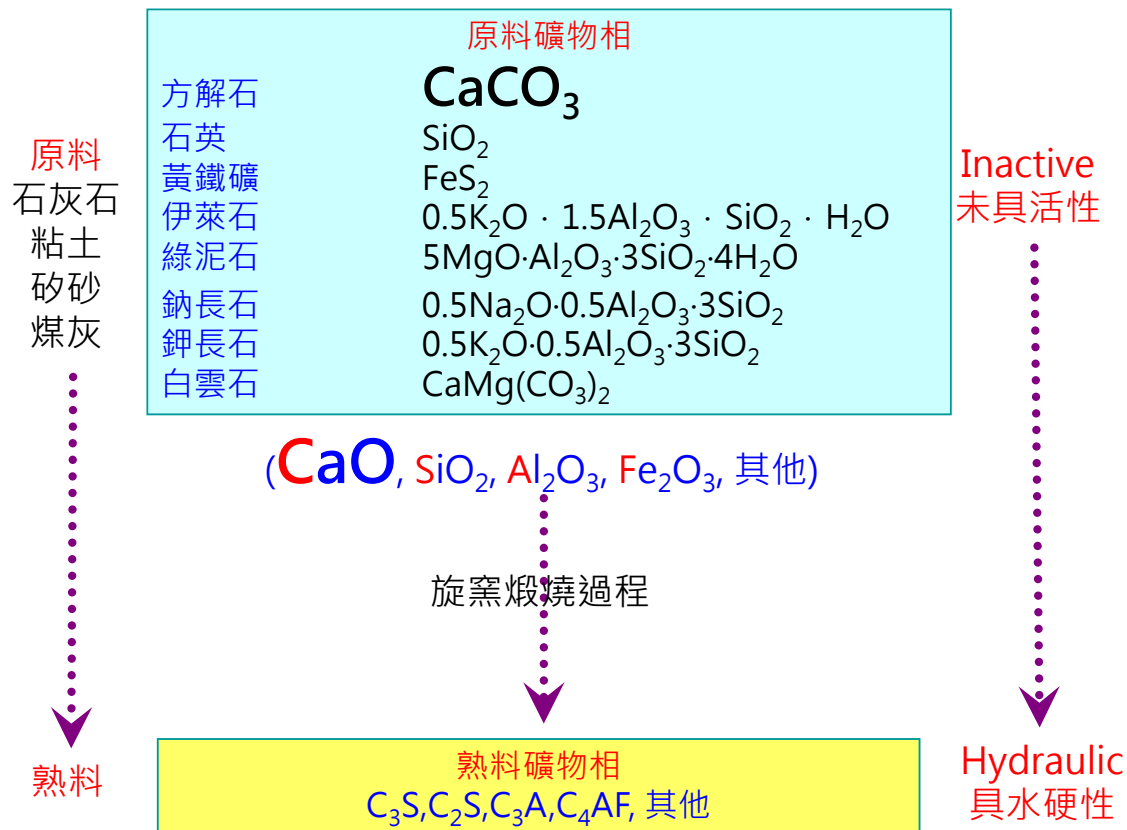 原料礦物相
方解石 CaCO₃
石英 SiO₂
黃鐵礦 FeS₂
伊萊石 0.5K₂O · 1.5Al₂O₃ · SiO₂ · H₂O
綠泥石 5MgO·Al₂O₃·3SiO₂·4H₂O
鈉長石 0.5Na₂O·0.5Al₂O₃·3SiO₂
鉀長石 0.5K₂O·0.5Al₂O₃·3SiO₂
白雲石 CaMg(CO₃)₂
原料
石灰石
粘土
矽砂
煤灰
Inactive
未具活性
(CaO, SiO₂, Al₂O₃, Fe₂O₃, 其他)
旋窯煅燒過程
熟料
熟料礦物相
C₃S,C₂S,C₃A,C₄AF, 其他
Hydraulic
具水硬性